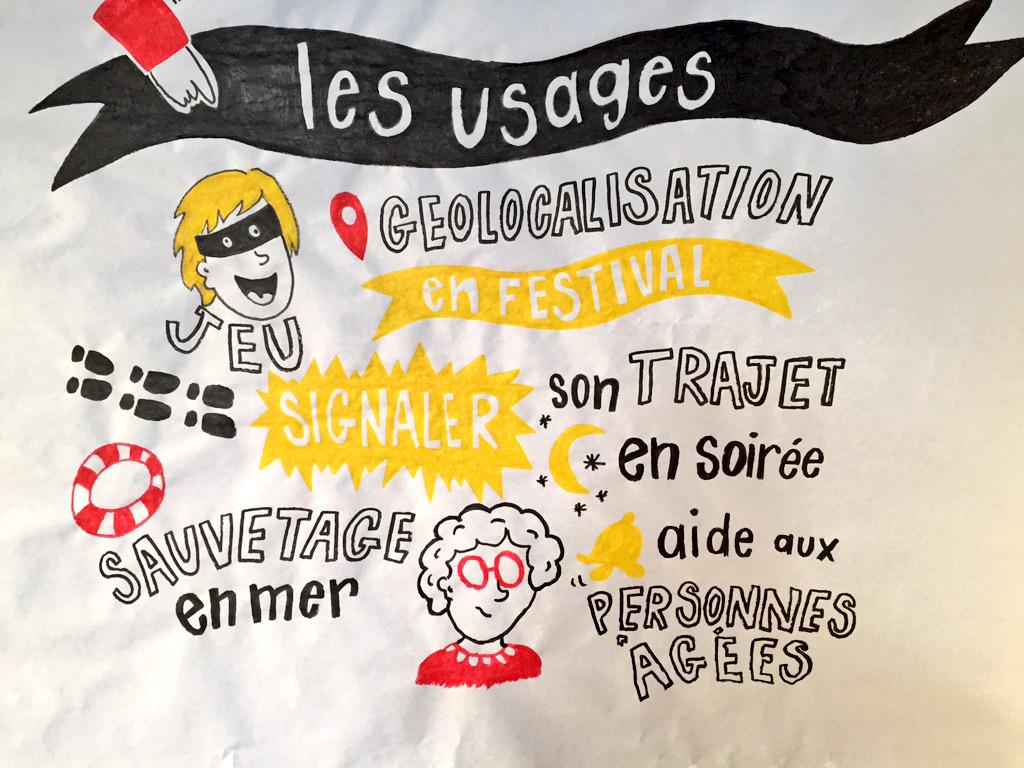 les usages
GEOLOCALISATION
en FESTIVAL
JEU
SIGNALER
son TRAJET
en soirée
SAUVETAGE
en mer
aide aux
PERSONNES
AGÉES